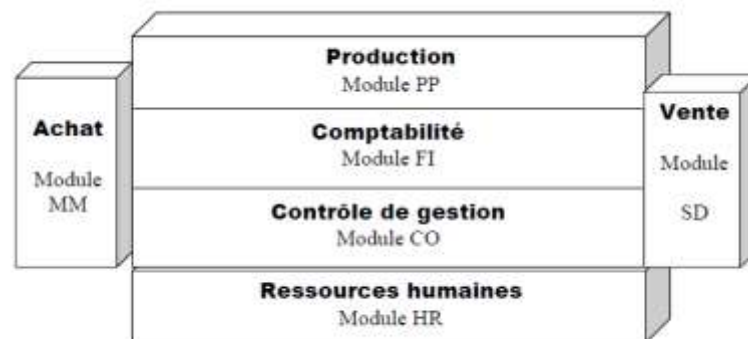 Production
Module PP
Achat
Module
MM
Comptabilité
Module FI
Contrôle de gestion
Module CO
Ressources humaines
Module HR
Vente
Module
SD